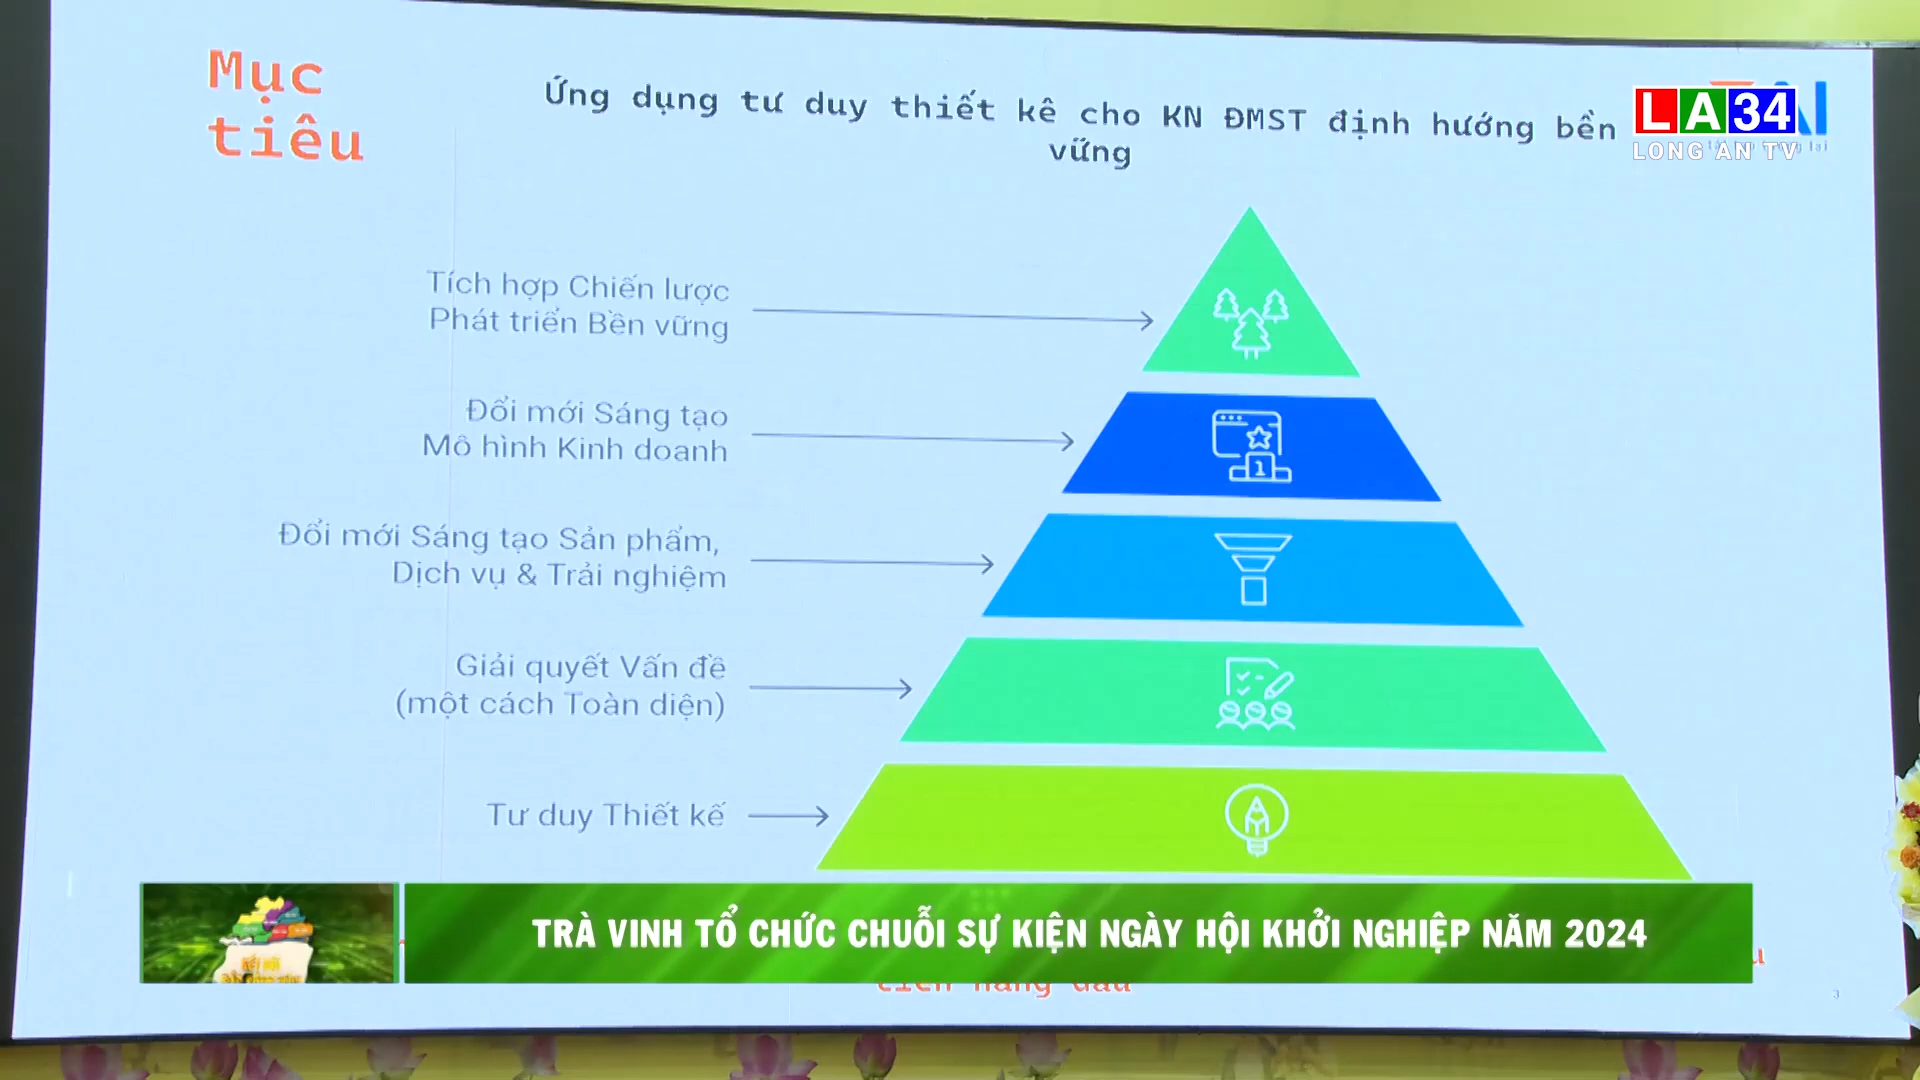 Mục
tiêu
Ứng dụng tư duy thiết kê cho KN ĐMST định hướng bền
vững
LA34
LONG AN TV
Tích hợp Chiến lược
Phát triển Bền vững
Đổi mới Sáng tạo
Mô hình Kinh doanh
1
Đổi mới Sáng tạo Sản phẩm,
Dịch vụ & Trải nghiệm
Giải quyết Vấn đề
(một cách Toàn diện)
Tư duy Thiết kế
TRÀ VINH TỔ CHỨC CHUỖI SỰ KIỆN NGÀY HỘI KHỞI NGHIỆP NĂM 2024
3